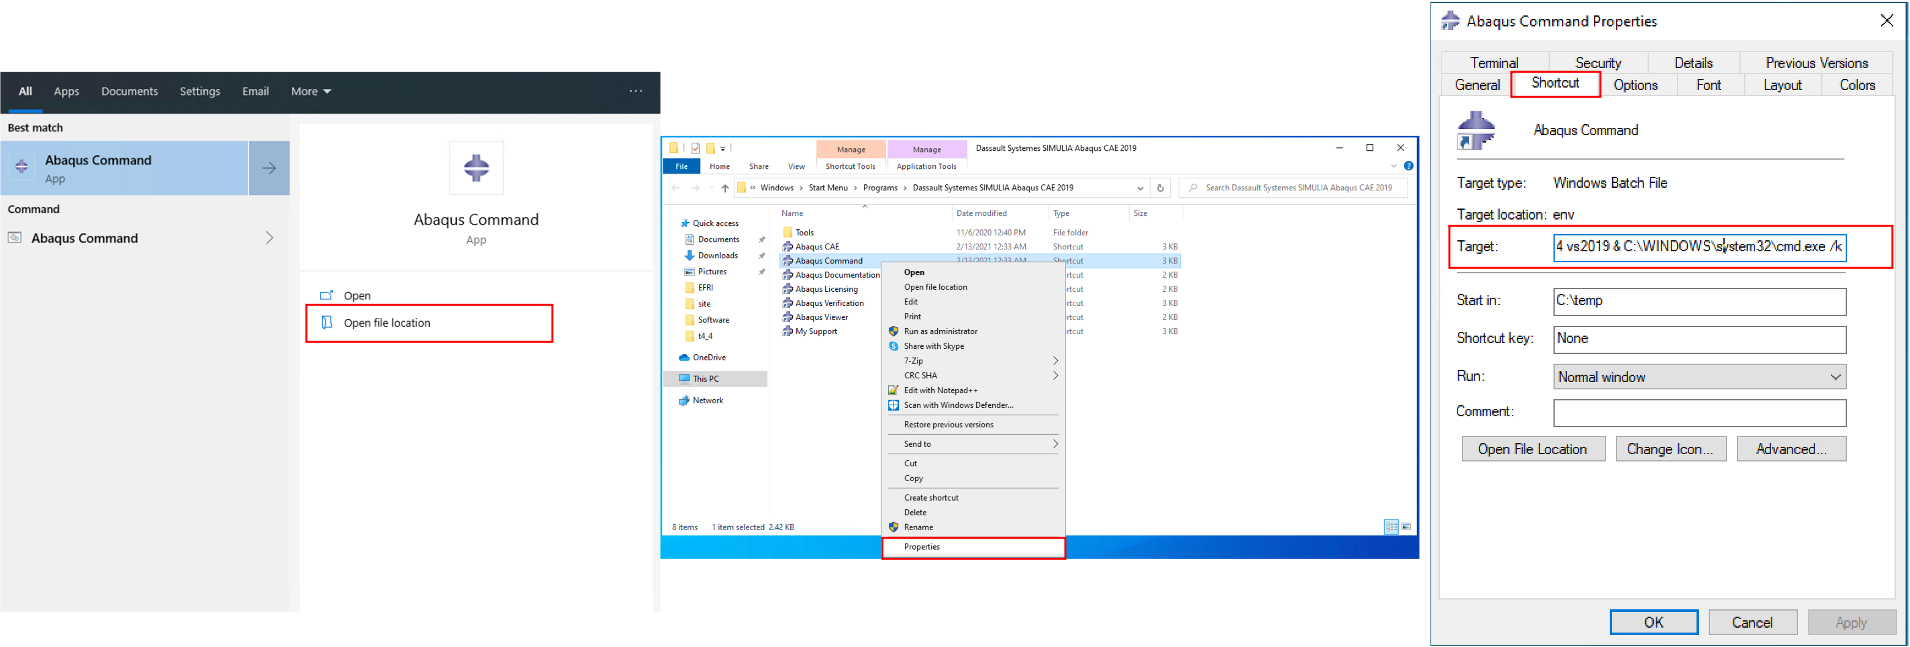 All Apps Documents Settings Email More ...
Best match
Abaqus Command
App
Command
Abaqus Command
Abaqus Command
App
Open
Open file location
Manage Manage Dassault Systemes SIMULIA Abaqus CAE 2019
File Home Share View Shortcut Tools Application Tools
« Windows › Start Menu › Programs › Dassault Systemes SIMULIA Abaqus CAE 2019
Search Dassault Systemes SIMULIA Abaqus CAE 2019
Quick access
Documents
Downloads
Pictures
EFRI
site
Software
t4_4
OneDrive
This PC
Network
Name Date modified Type Size
Tools 11/6/2020 12:40 PM File folder
Abaqus CAE 2/13/2021 12:33 AM Shortcut 3 KB
Abaqus Command 2/13/2021 12:33 AM Shortcut 3 KB
Abaqus Documentation rtcut 2 KB
Abaqus Licensing rtcut 2 KB
Abaqus Verification rtcut 3 KB
Abaqus Viewer rtcut 3 KB
My Support rtcut 3 KB
Open
Open file location
Edit
Print
Run as administrator
Share with Skype
7-Zip
CRC SHA
Edit with Notepad++
Scan with Windows Defender...
Restore previous versions
Send to
Cut
Copy
Create shortcut
Delete
Rename
Properties
8 items 1 item selected 2.42 KB
Abaqus Command Properties
Terminal Security Details Previous Versions
General Shortcut Options Font Layout Colors
Abaqus Command
Target type: Windows Batch File
Target location: env
Target: 4 vs2019 & C:\WINDOWS\system32\cmd.exe /k
Start in: C:\temp
Shortcut key: None
Run: Normal window
Comment:
Open File Location Change Icon... Advanced...
OK Cancel Apply